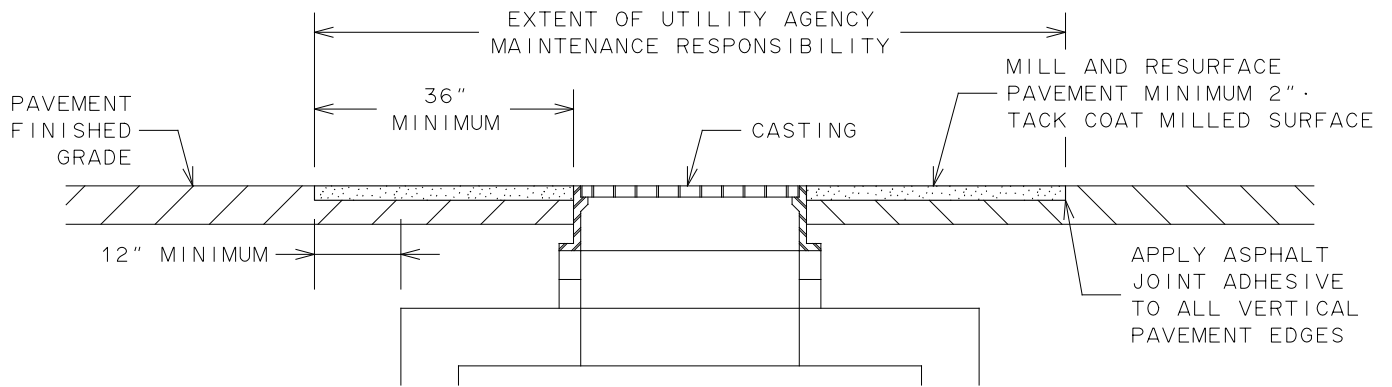 EXTENT OF UTILITY AGENCY
MAINTENANCE RESPONSIBILITY
MILL AND RESURFACE
PAVEMENT MINIMUM 2".
TACK COAT MILLED SURFACE
PAVEMENT
FINISHED
GRADE
36"
MINIMUM
CASTING
12" MINIMUM
APPLY ASPHALT
JOINT ADHESIVE
TO ALL VERTICAL
PAVEMENT EDGES